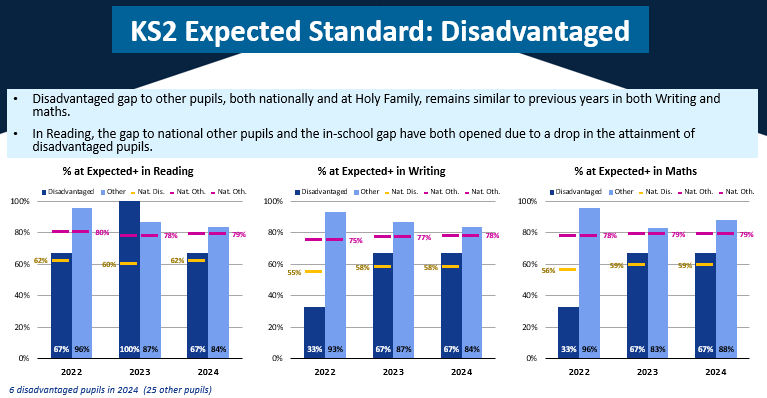 KS2 Expected Standard: Disadvantaged
• Disadvantaged gap to other pupils, both nationally and at Holy Family, remains similar to previous years in both Writing and
maths.
• In Reading, the gap to national other pupils and the in-school gap have both opened due to a drop in the attainment of
disadvantaged pupils.
% at Expected+ in Reading
Disadvantaged Other Nat. Dis. Nat. Oth. Nat. Oth.
100%
80%
60%
40%
20%
0%
62% 80% 60% 78% 62% 79%
67% 96% 100% 87% 67% 84%
2022 2023 2024
% at Expected+ in Writing
Disadvantaged Other Nat. Dis. Nat. Oth. Nat. Oth.
100%
80%
60%
40%
20%
0%
55% 75% 58% 77% 58% 78%
33% 93% 67% 87% 67% 84%
2022 2023 2024
% at Expected+ in Maths
Disadvantaged Other Nat. Dis. Nat. Oth. Nat. Oth.
100%
80%
60%
40%
20%
0%
56% 78% 59% 79% 59% 79%
33% 96% 67% 83% 67% 88%
2022 2023 2024
6 disadvantaged pupils in 2024 (25 other pupils)